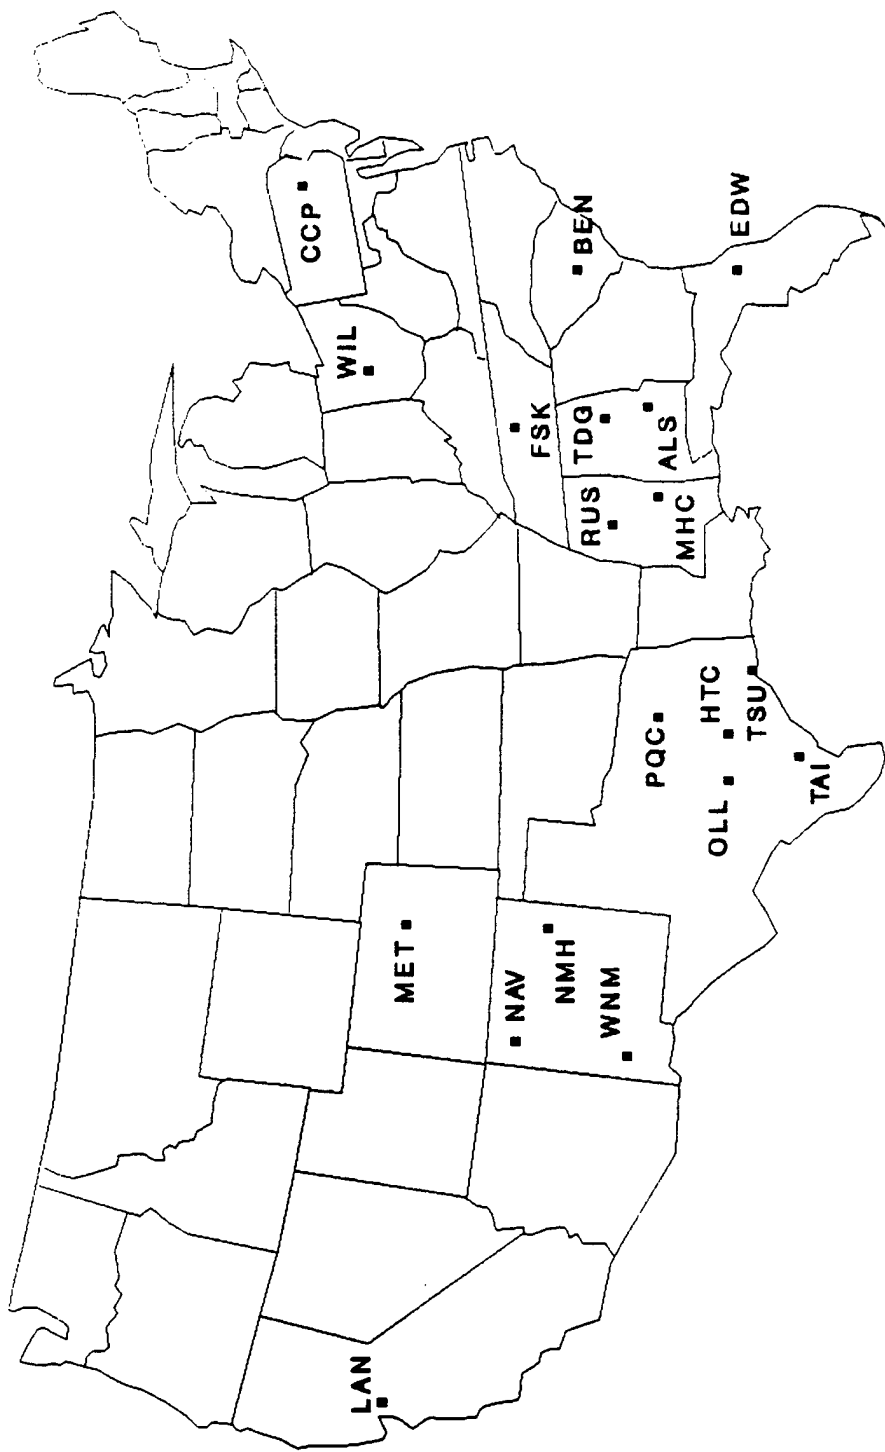 CCP
WIL
BEN
EDW
FSK
TDG
ALS
RUS
MHC
PQC
HTC
TSU
OLL
TAI
MET
NAV
NMH
WNM
LAN